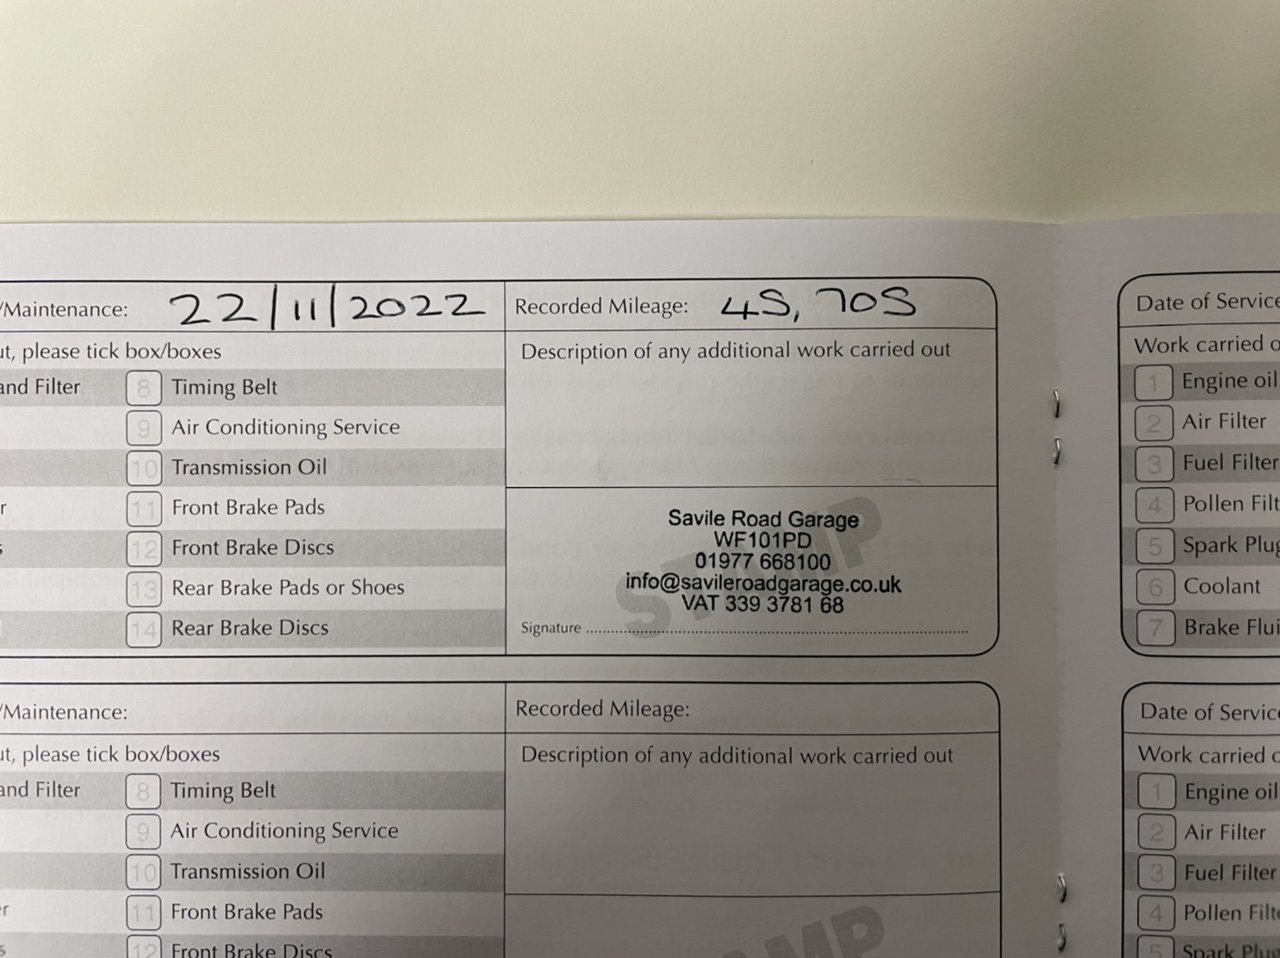 /Maintenance: 22/11/2022
Recorded Mileage: 45,705
ut, please tick box/boxes
Description of any additional work carried out
and Filter
8 Timing Belt
9 Air Conditioning Service
10 Transmission Oil
r
11 Front Brake Pads
s
12 Front Brake Discs
13 Rear Brake Pads or Shoes
14 Rear Brake Discs
STAMP
Savile Road Garage
WF101PD
01977 668100
info@savileroadgarage.co.uk
VAT 339 3781 68
Signature
/Maintenance:
Recorded Mileage:
ut, please tick box/boxes
Description of any additional work carried out
and Filter
8 Timing Belt
9 Air Conditioning Service
10 Transmission Oil
r
11 Front Brake Pads
s
12 Front Brake Discs
AMP
Date of Service
Work carried o
1 Engine oil
2 Air Filter
3 Fuel Filter
4 Pollen Filt
5 Spark Plug
6 Coolant
7 Brake Flui
Date of Service
Work carried o
1 Engine oil
2 Air Filter
3 Fuel Filter
4 Pollen Filte
5 Spark Plug